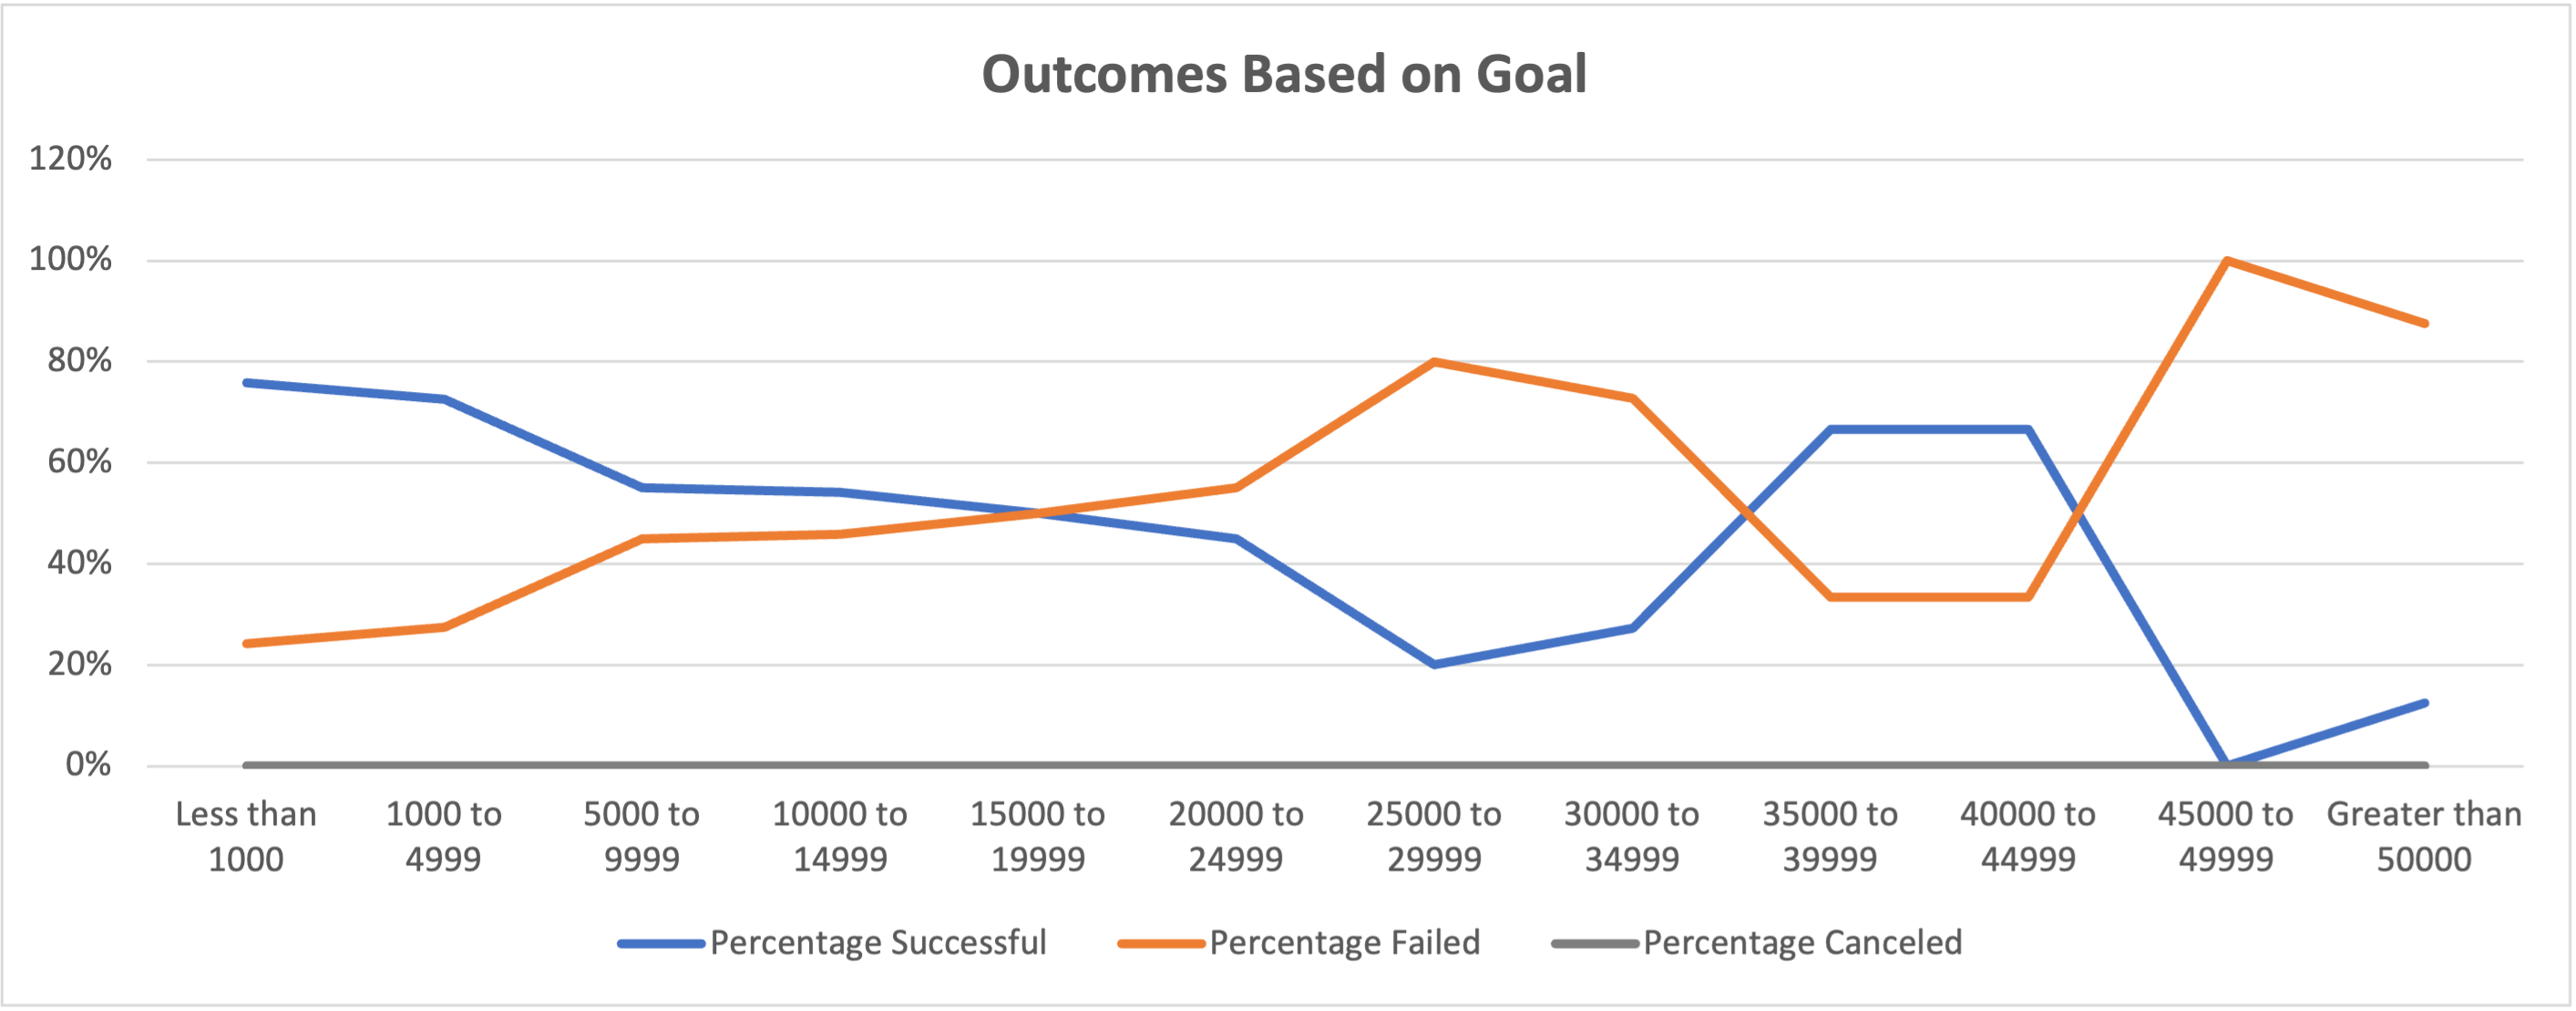 Outcomes Based on Goal
120%
100%
80%
60%
40%
20%
0%
Less than 1000
1000 to 4999
5000 to 9999
10000 to 14999
15000 to 19999
20000 to 24999
25000 to 29999
30000 to 34999
35000 to 39999
40000 to 44999
45000 to 49999
Greater than 50000
Percentage Successful
Percentage Failed
Percentage Canceled